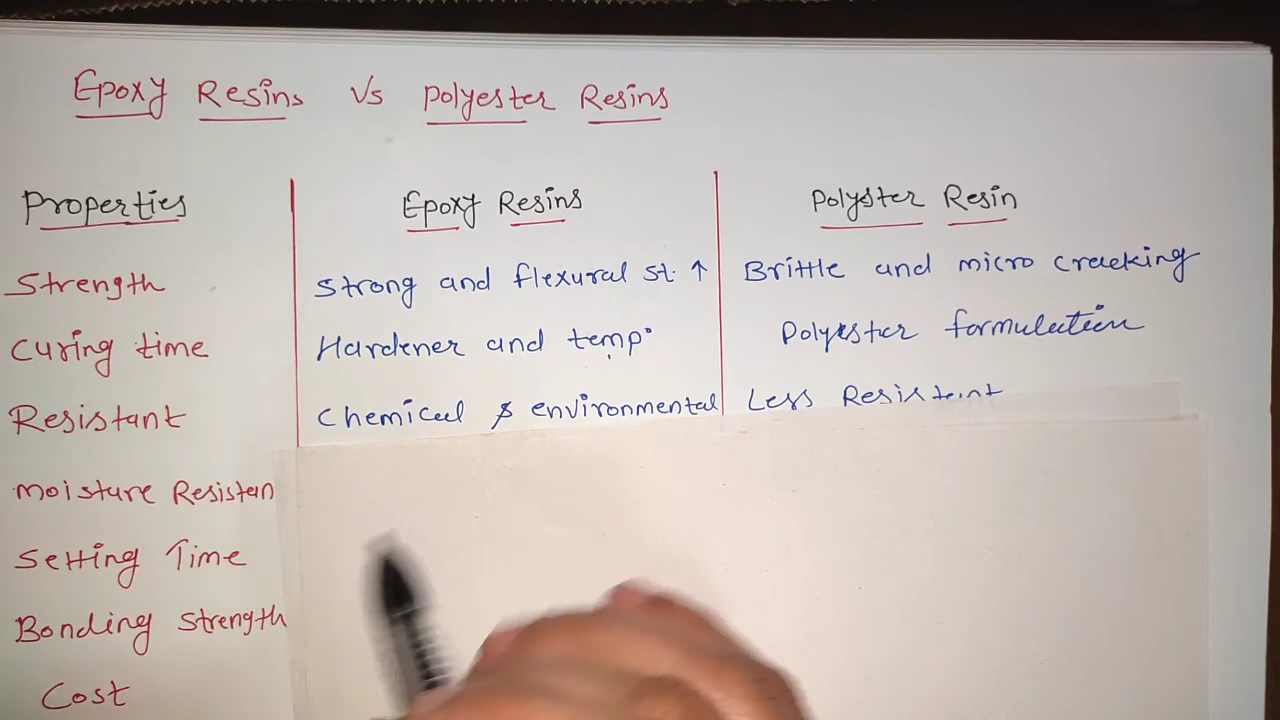 Epoxy Resins Vs Polyester Resins
Properties Epoxy Resins Polyster Resin
Strength Strong and flexural st. ↑ Brittle and micro cracking
Curing time Hardener and temp° Polyester formulation
Resistant Chemical & environmental Less Resistant
Moisture Resistan
Setting Time
Bonding Strength
Cost